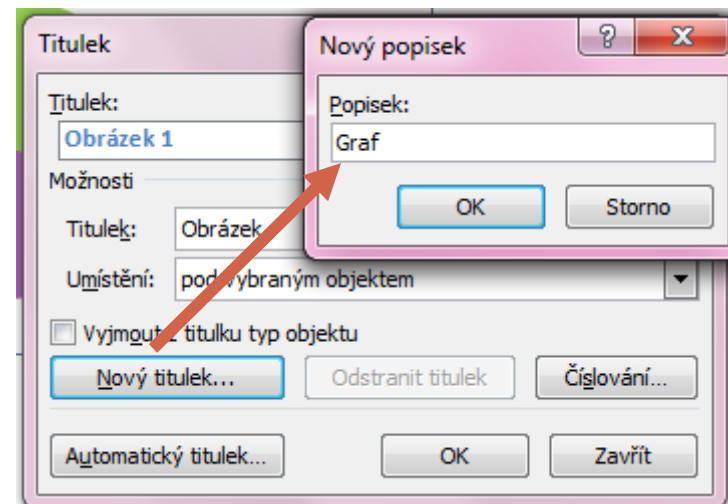 Titulek
Titulek:
Obrázek 1
Možnosti
Titulek:
Obrázek
Umístění:
pod vybraným objektem
Vyjmout z titulku typ objektu
Nový titulek...
Odstranit titulek
Číslování...
Automatický titulek...
OK
Zavřít
Nový popisek
?
Popisek:
Graf
OK
Storno